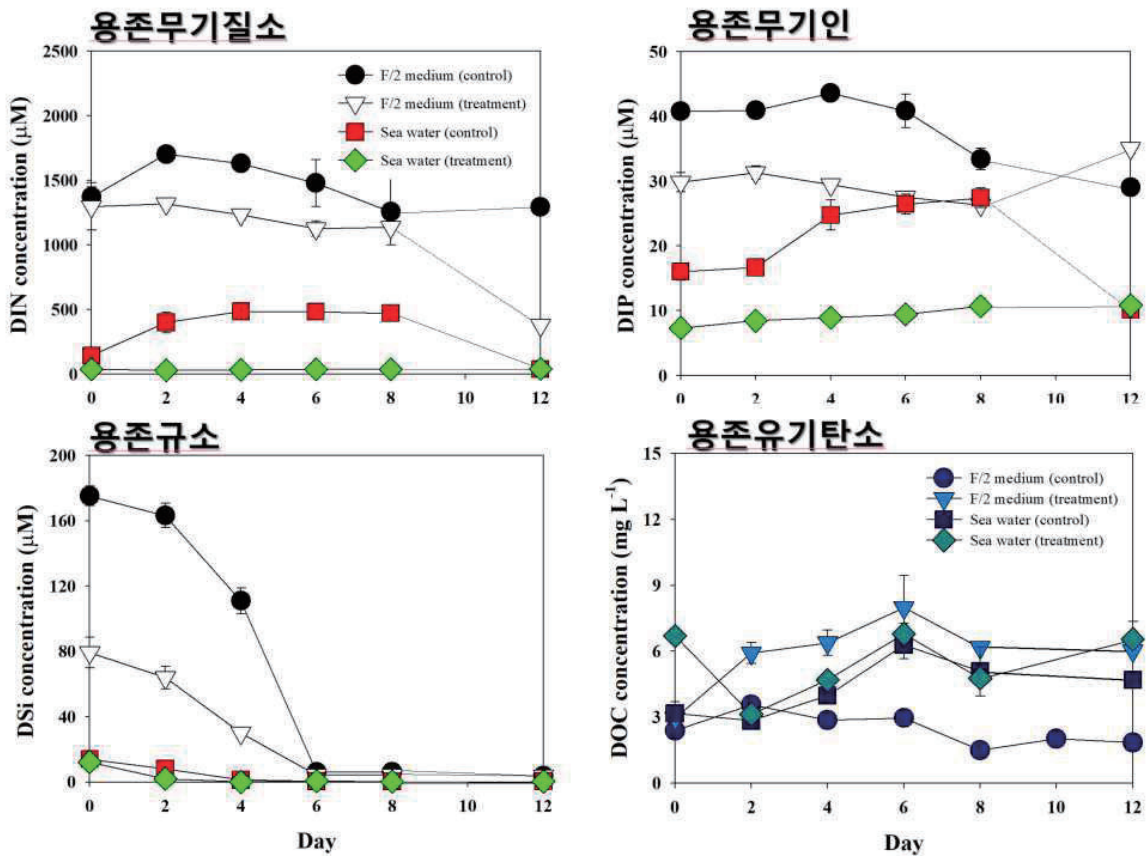 용존무기질소
2500
2000
1500
1000
500
0
DIN concentration (μM)
F/2 medium (control)
F/2 medium (treatment)
Sea water (control)
Sea water (treatment)
0 2 4 6 8 10 12
용존무기인
50
40
30
20
10
0
DIP concentration (μM)
0 2 4 6 8 10 12
용존규소
200
160
120
80
40
0
DSi concentration (μM)
0 2 4 6 8 10 12
Day
용존유기탄소
15
12
9
6
3
0
DOC concentration (mg L⁻¹)
F/2 medium (control)
F/2 medium (treatment)
Sea water (control)
Sea water (treatment)
0 2 4 6 8 10 12
Day